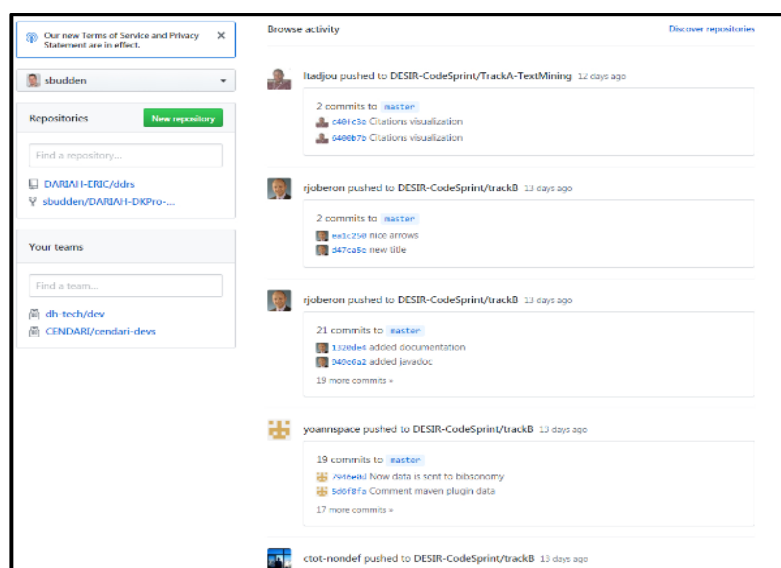 Our new Terms of Service and Privacy
Statement are in effect.
sbudden
Repositories
New repository
Find a repository...
DARIAH-ERIC/ddrs
sbudden/DARIAH-DKPro-...
Your teams
Find a team...
dh-tech/dev
CENDARI/cendari-devs
Browse activity
Discover repositories
ltadjou pushed to DESIR-CodeSprint/TrackA-TextMining 12 days ago
2 commits to master
Citations visualization
6400b7b Citations visualization
rjoberon pushed to DESIR-CodeSprint/trackB 13 days ago
2 commits to master
ea1c250 nice arrows
d47ca5e new title
rjoberon pushed to DESIR-CodeSprint/trackB 13 days ago
21 commits to master
1320de4 added documentation
949c6a2 added javadoc
19 more commits »
yoannspace pushed to DESIR-CodeSprint/trackB 13 days ago
19 commits to master
Now data is sent to bibsonomy
5d6f8fa Comment maven plugin data
17 more commits »
ctot-nondef pushed to DESIR-CodeSprint/trackB 13 days ago